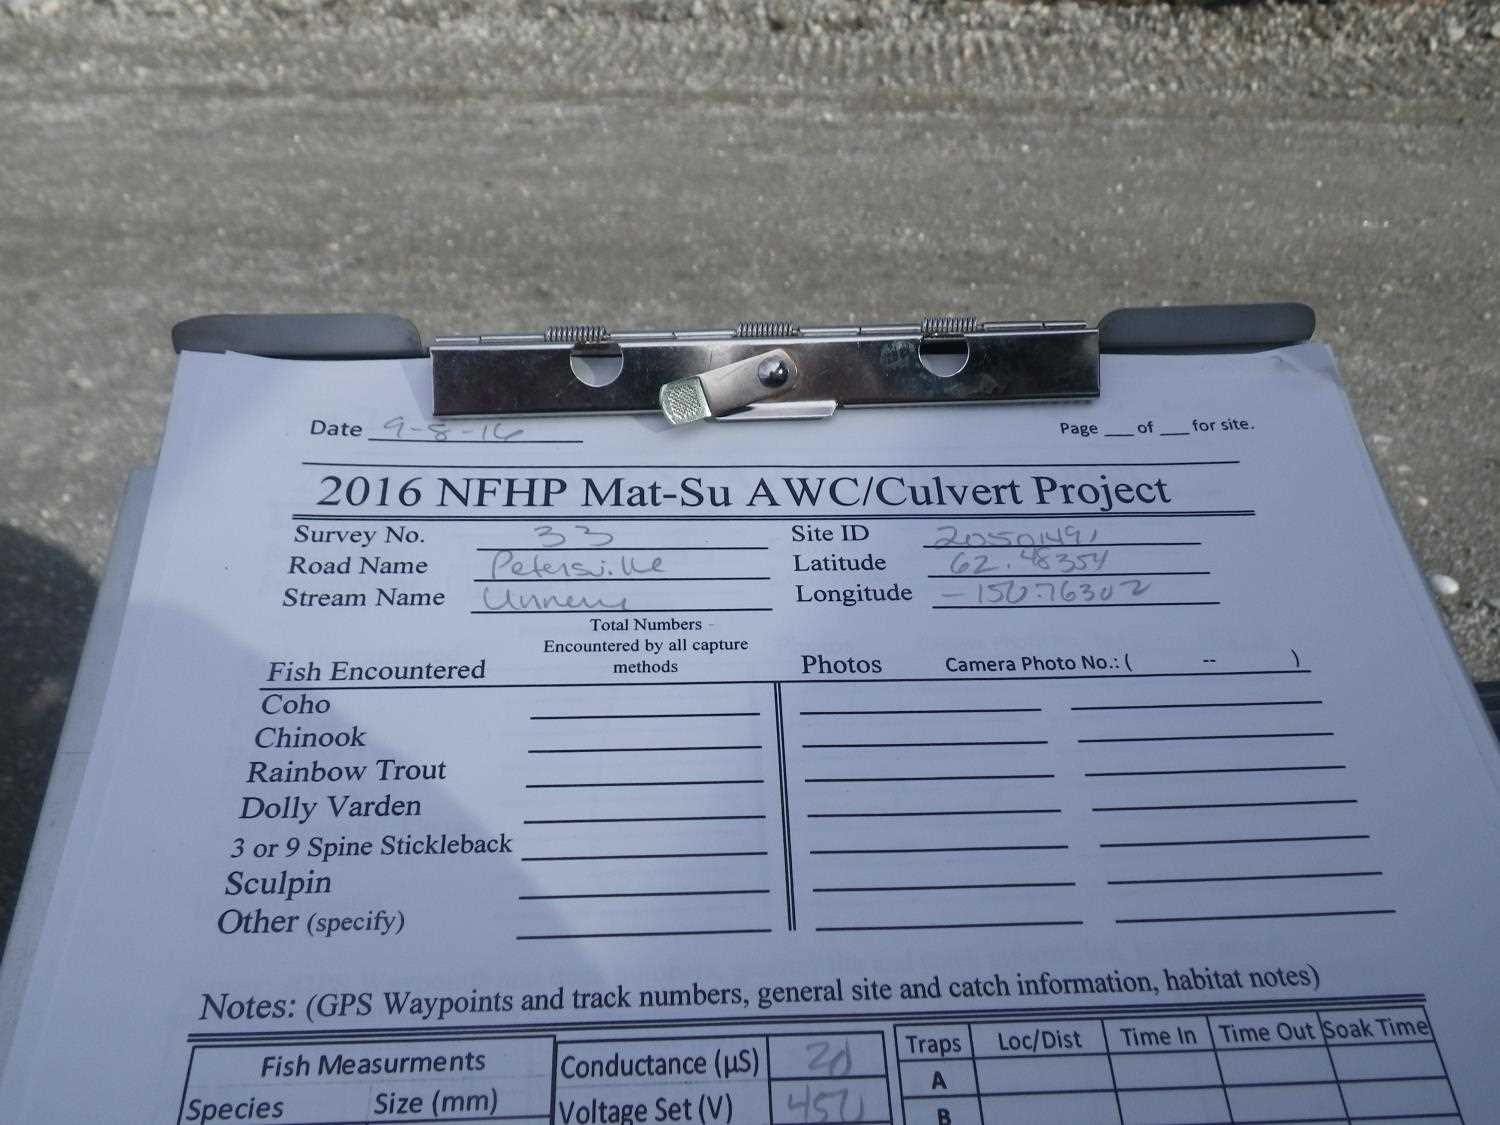 Date 9-8-16 Page ___ of ___ for site.
2016 NFHP Mat-Su AWC/Culvert Project
Survey No. 33 Site ID 20501491
Road Name Petersville Latitude 62.48354
Stream Name Longitude -150.76302
Total Numbers
Encountered by all capture
methods
Fish Encountered Photos Camera Photo No.: ( -- )
Coho
Chinook
Rainbow Trout
Dolly Varden
3 or 9 Spine Stickleback
Sculpin
Other (specify)
Notes: (GPS Waypoints and track numbers, general site and catch information, habitat notes)
Fish Measurments Conductance (µS) Traps Loc/Dist Time In Time Out Soak Time
A
Species Size (mm) Voltage Set (V) 450
B